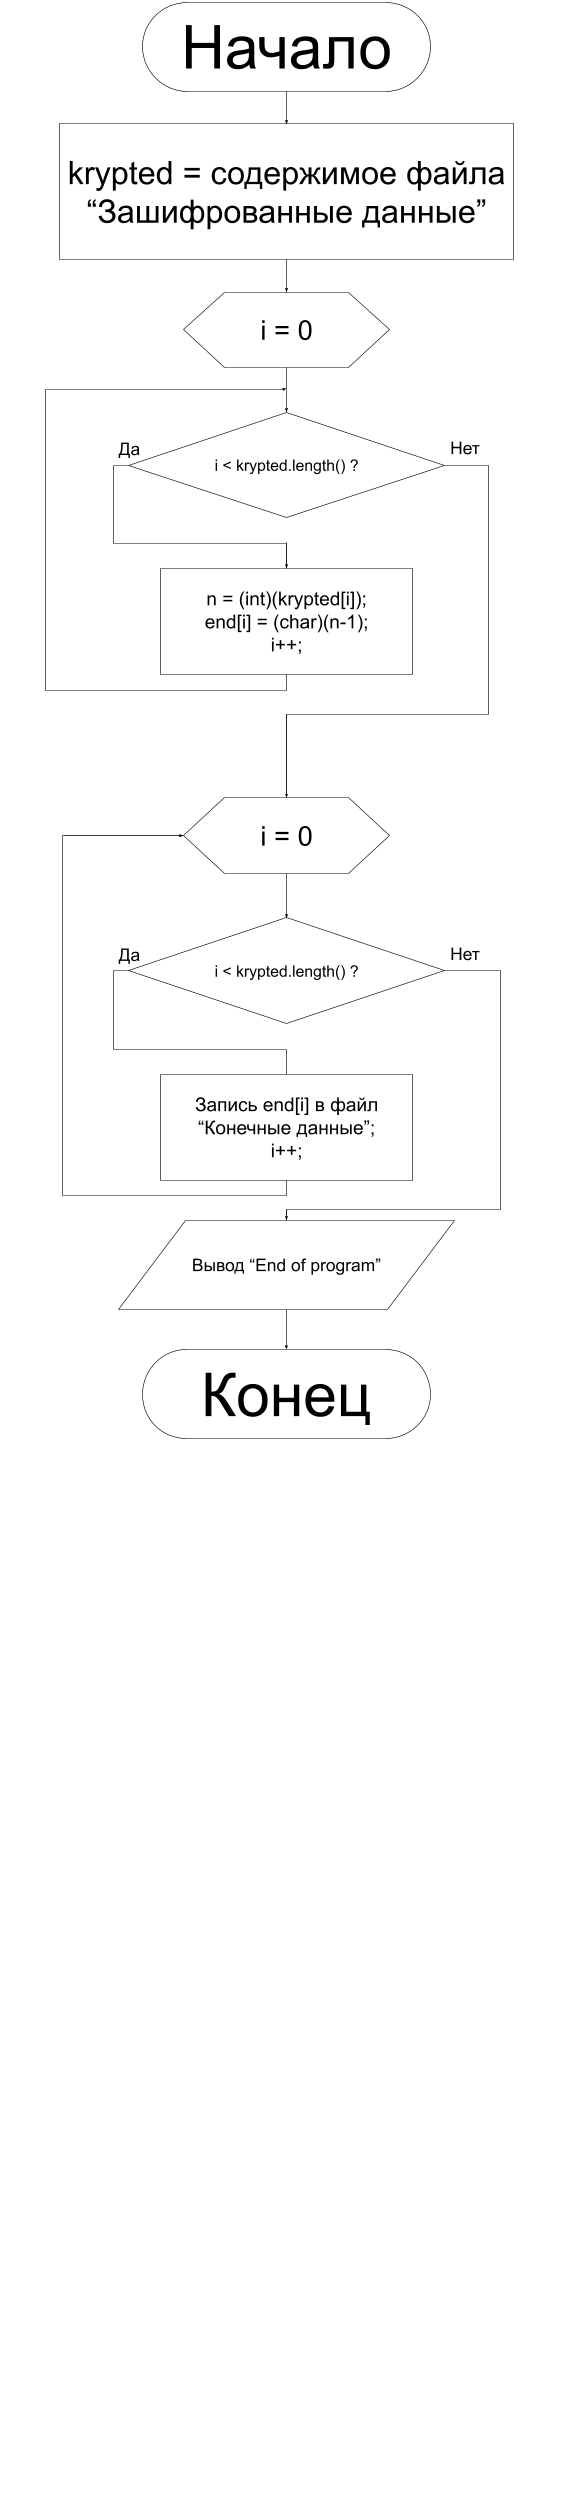 Начало
krypted = содержимое файла
“Зашифрованные данные”
i = 0
Да
Нет
i < krypted.length() ?
n = (int)(krypted[i]);
end[i] = (char)(n-1);
i++;
i = 0
Да
Нет
i < krypted.length() ?
Запись end[i] в файл
“Конечные данные”;
i++;
Вывод “End of program”
Конец